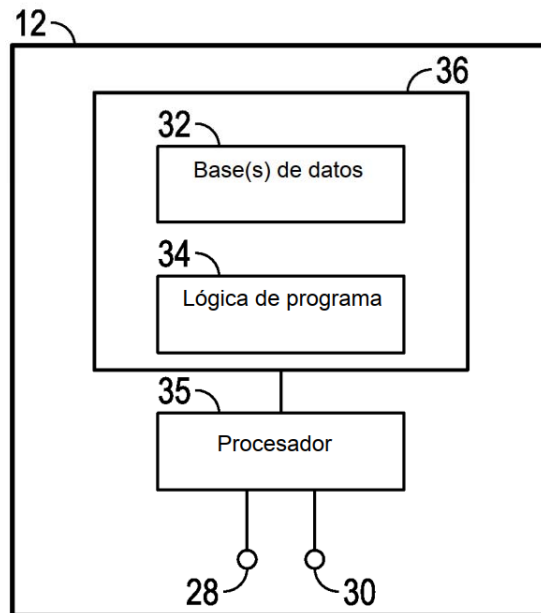 12
36
32
Base(s) de datos
34
Lógica de programa
35
Procesador
28
30